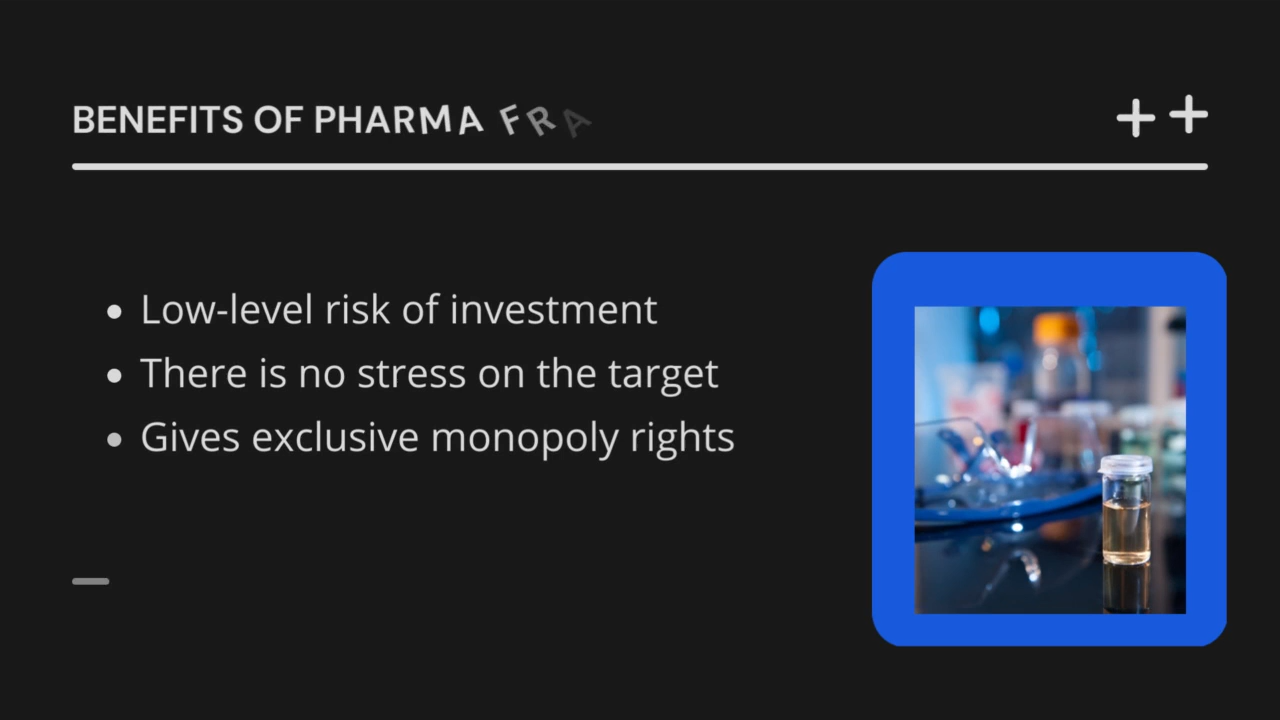 BENEFITS OF PHARMA FRA
Low-level risk of investment
There is no stress on the target
Gives exclusive monopoly rights